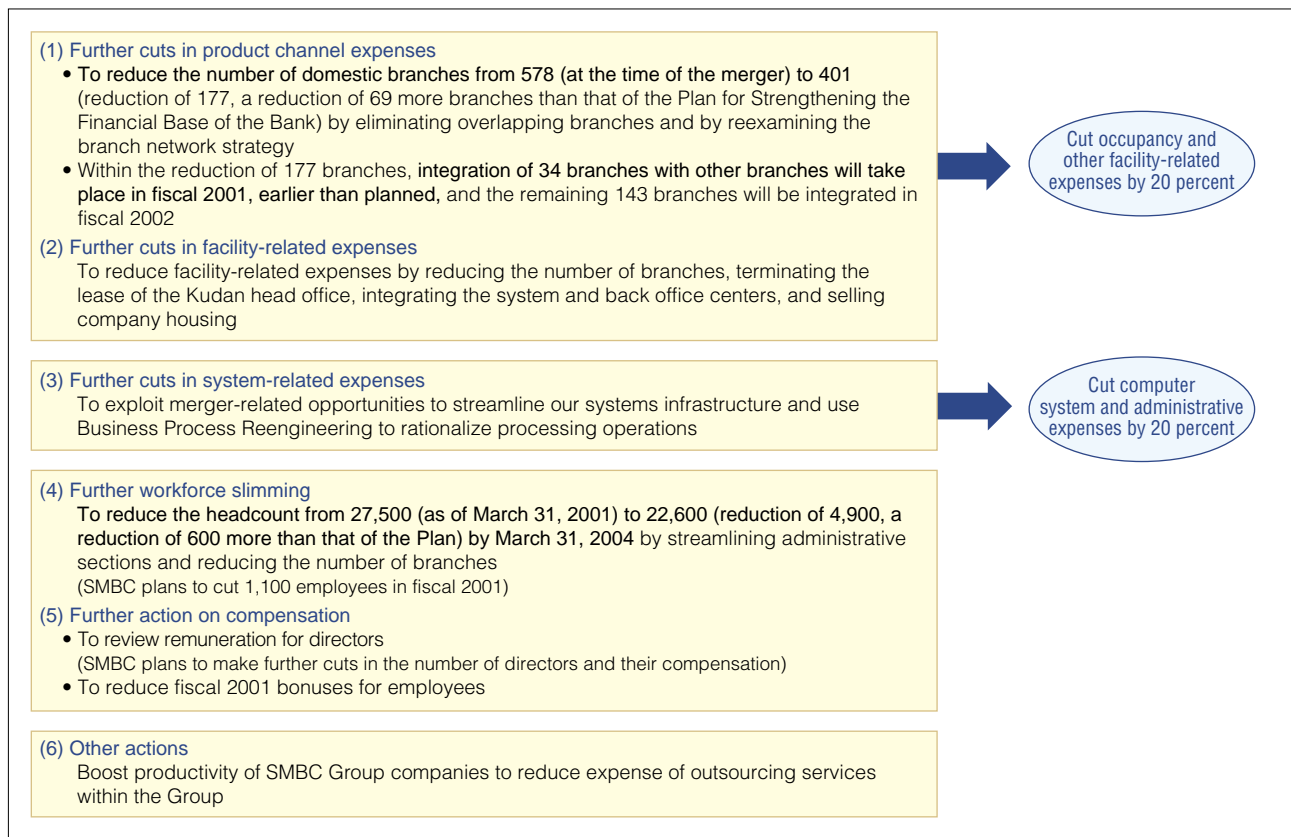 (1) Further cuts in product channel expenses
• To reduce the number of domestic branches from 578 (at the time of the merger) to 401
(reduction of 177, a reduction of 69 more branches than that of the Plan for Strengthening the
Financial Base of the Bank) by eliminating overlapping branches and by reexamining the
branch network strategy
• Within the reduction of 177 branches, integration of 34 branches with other branches will take
place in fiscal 2001, earlier than planned, and the remaining 143 branches will be integrated in
fiscal 2002
(2) Further cuts in facility-related expenses
To reduce facility-related expenses by reducing the number of branches, terminating the
lease of the Kudan head office, integrating the system and back office centers, and selling
company housing
Cut occupancy and
other facility-related
expenses by 20 percent
(3) Further cuts in system-related expenses
To exploit merger-related opportunities to streamline our systems infrastructure and use
Business Process Reengineering to rationalize processing operations
Cut computer
system and administrative
expenses by 20 percent
(4) Further workforce slimming
To reduce the headcount from 27,500 (as of March 31, 2001) to 22,600 (reduction of 4,900, a
reduction of 600 more than that of the Plan) by March 31, 2004 by streamlining administrative
sections and reducing the number of branches
(SMBC plans to cut 1,100 employees in fiscal 2001)
(5) Further action on compensation
• To review remuneration for directors
(SMBC plans to make further cuts in the number of directors and their compensation)
• To reduce fiscal 2001 bonuses for employees
(6) Other actions
Boost productivity of SMBC Group companies to reduce expense of outsourcing services
within the Group